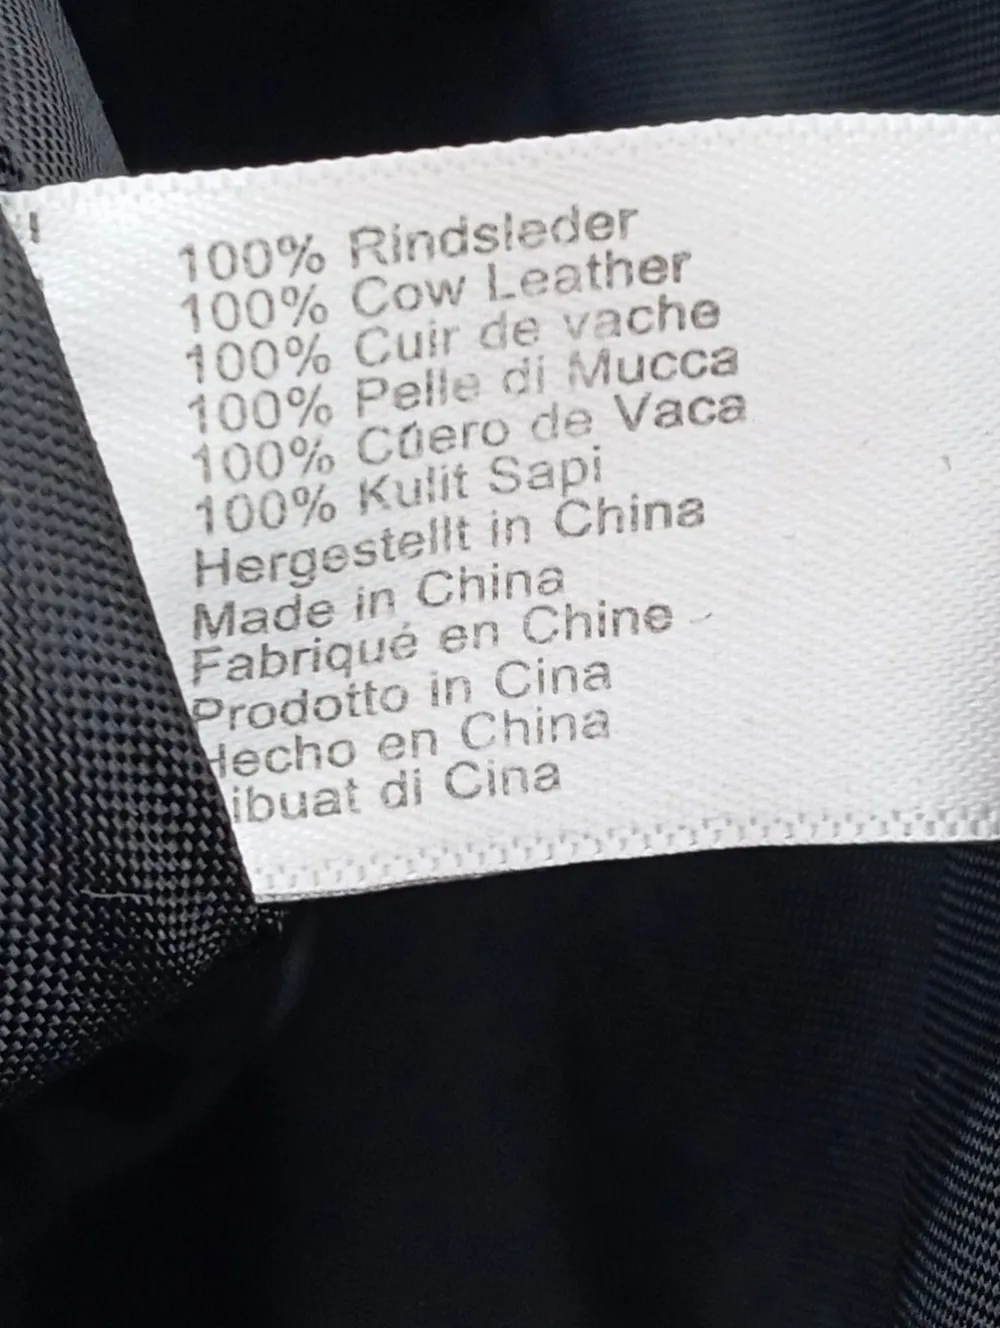 100% Rindsleder
100% Cow Leather
100% Cuir de vache
100% Pelle di Mucca
100% Cúero de Vaca
100% Kulit Sapi
Hergestellt in China
Made in China
Fabriqué en Chine
Prodotto in Cina
Hecho en China
ibuat di Cina